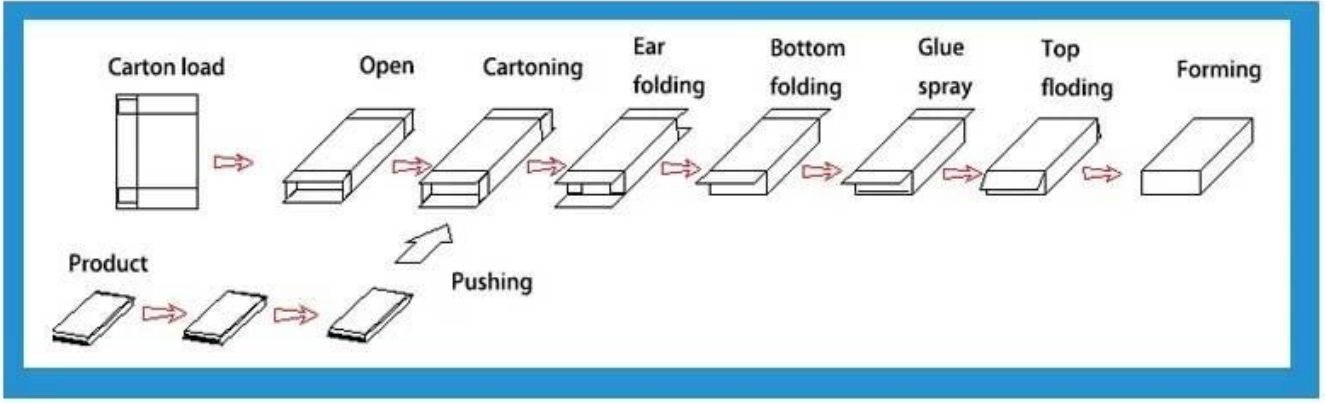 Carton load
Open
Cartoning
Ear
folding
Bottom
folding
Glue
spray
Top
floding
Forming
Product
Pushing